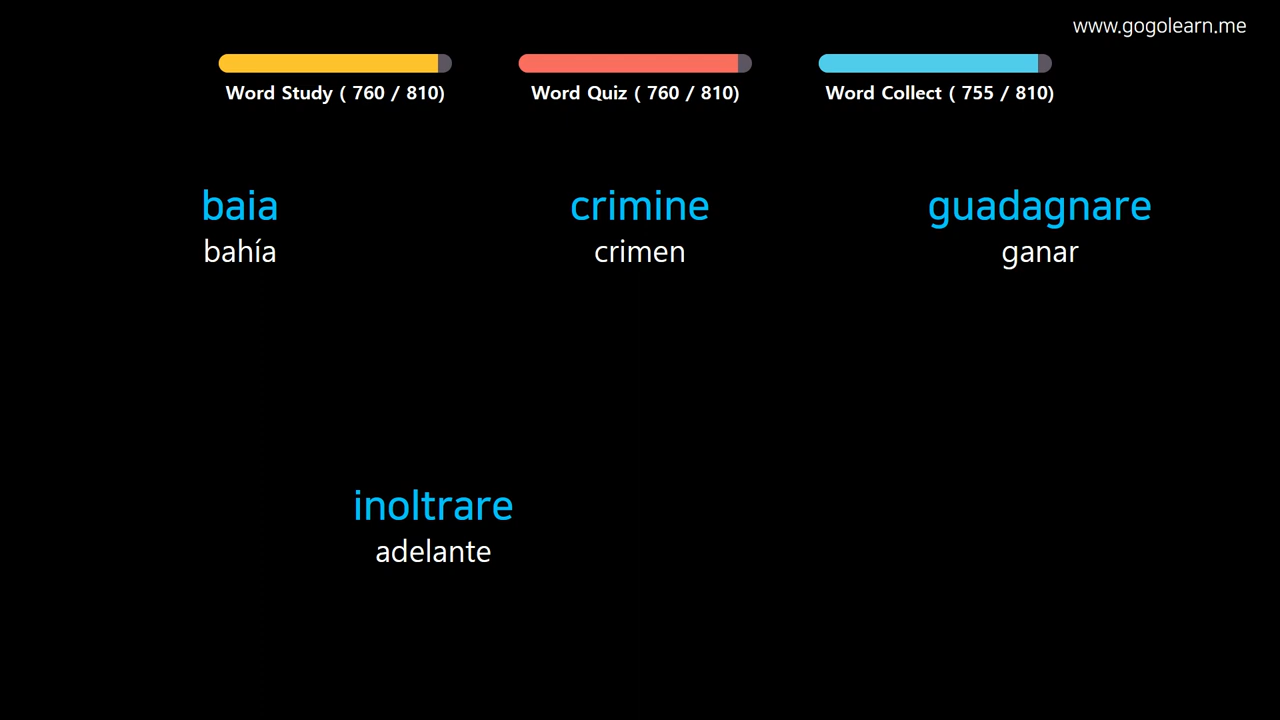 www.gogolearn.me
Word Study ( 760 / 810)
Word Quiz ( 760 / 810)
Word Collect ( 755 / 810)
baia
bahía
crimine
crimen
guadagnare
ganar
inoltrare
adelante